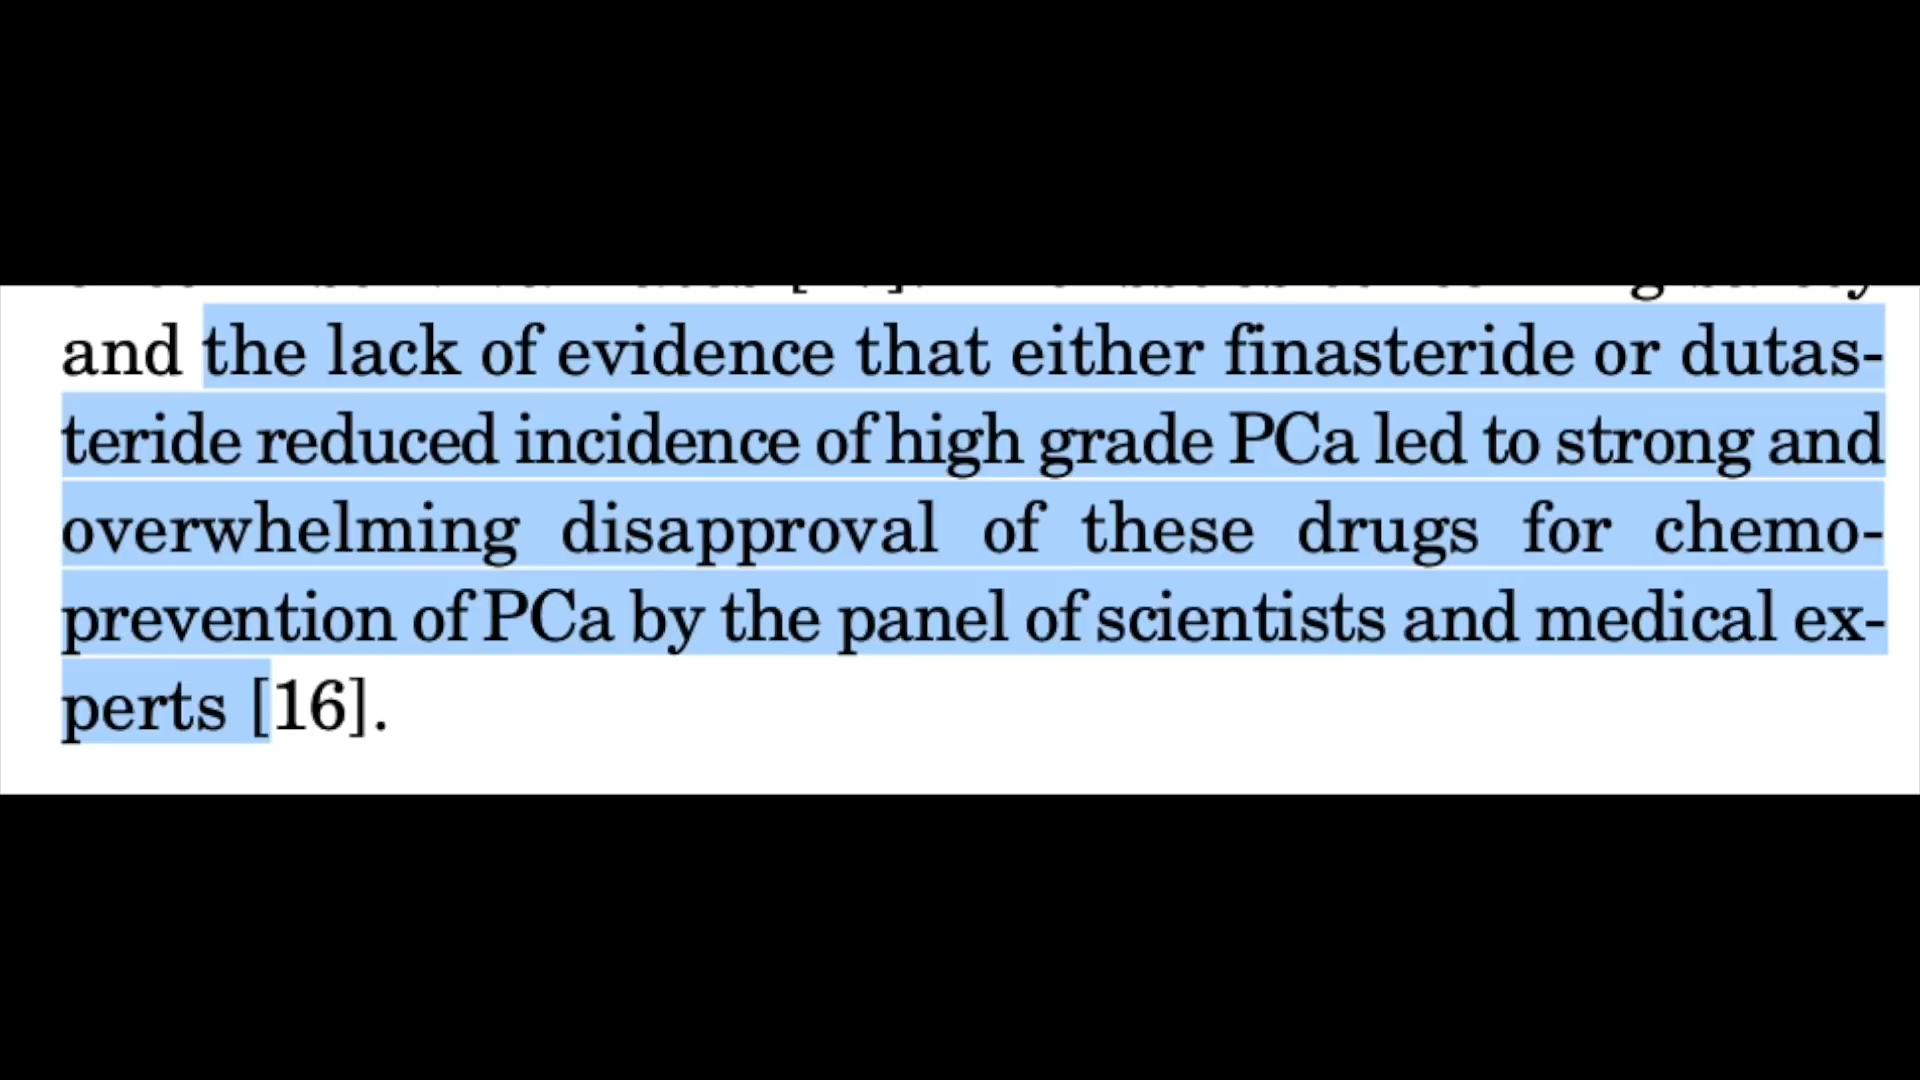 and the lack of evidence that either finasteride or dutas-
teride reduced incidence of high grade PCa led to strong and
overwhelming disapproval of these drugs for chemo-
prevention of PCa by the panel of scientists and medical ex-
perts [16].